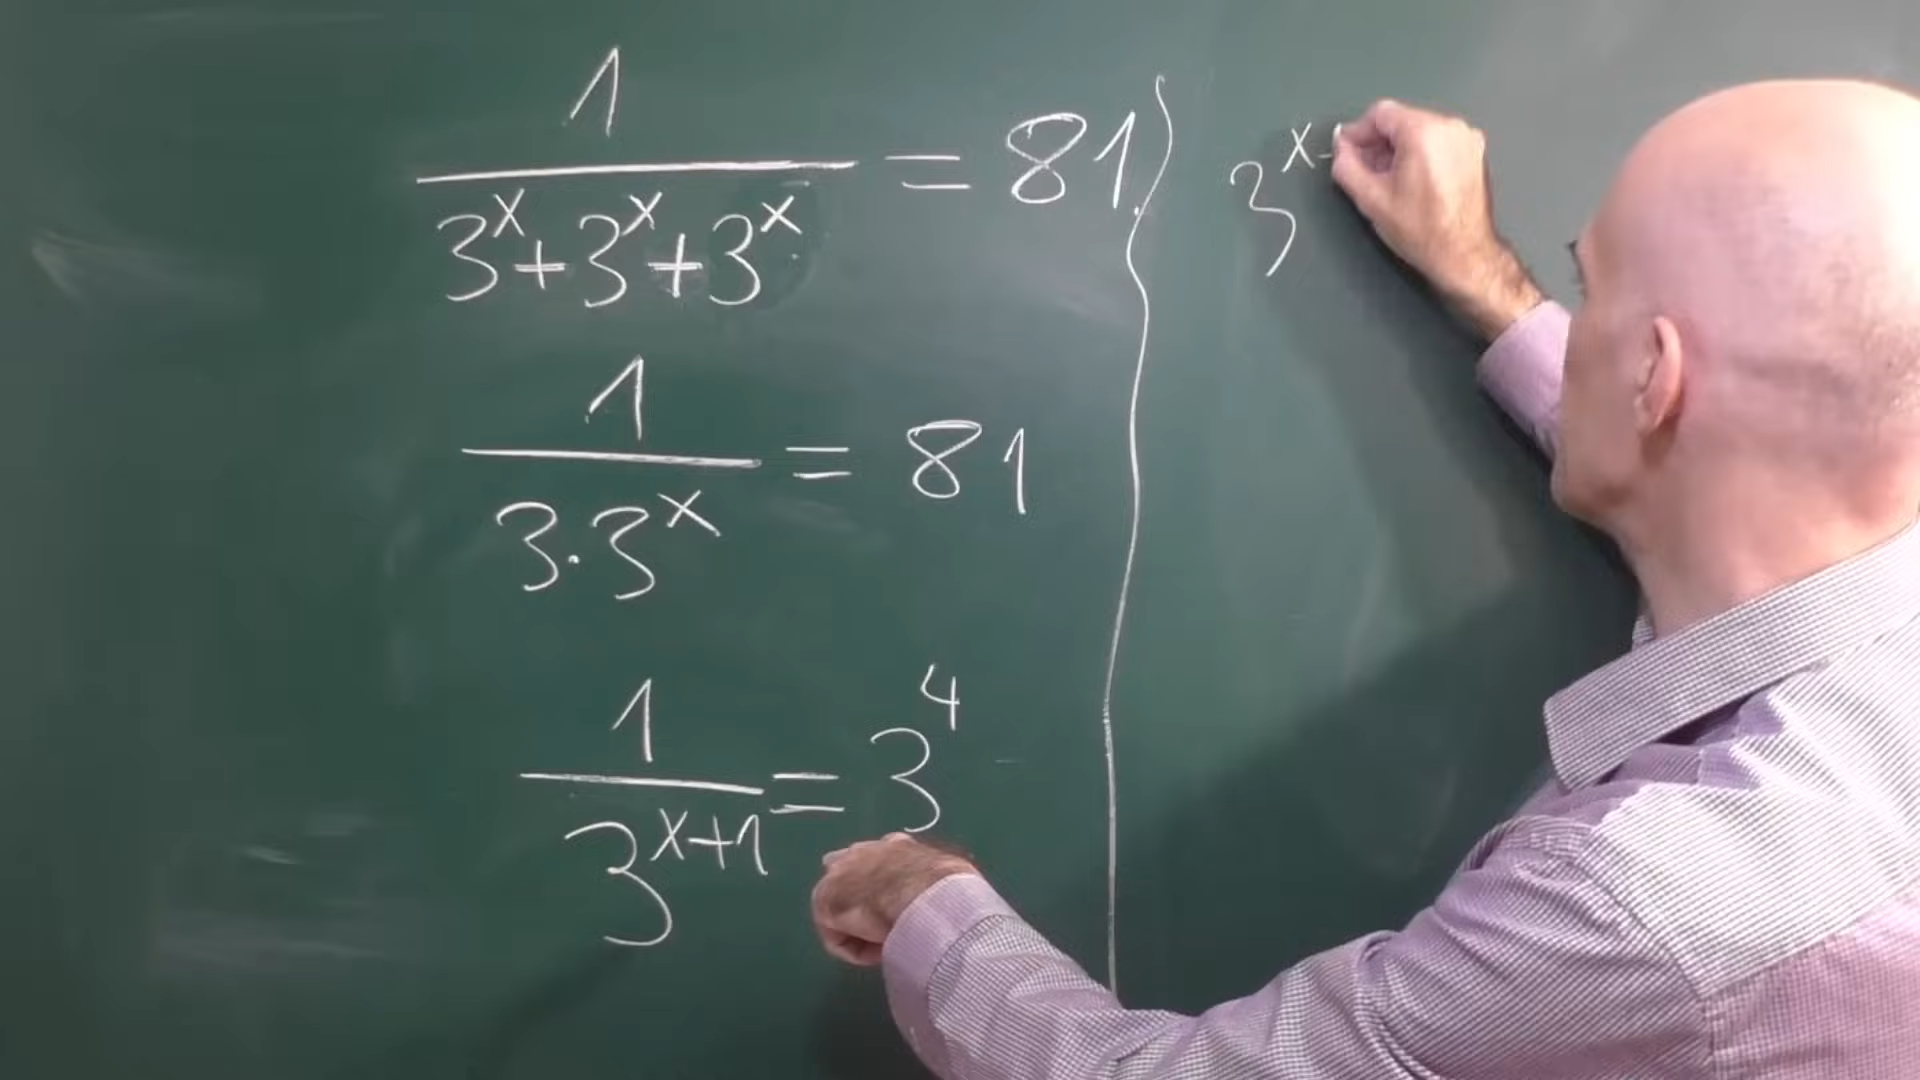 1
3^x+3^x+3^x = 81
1
3·3^x = 81
1
3^{x+1} = 3^4
3^x